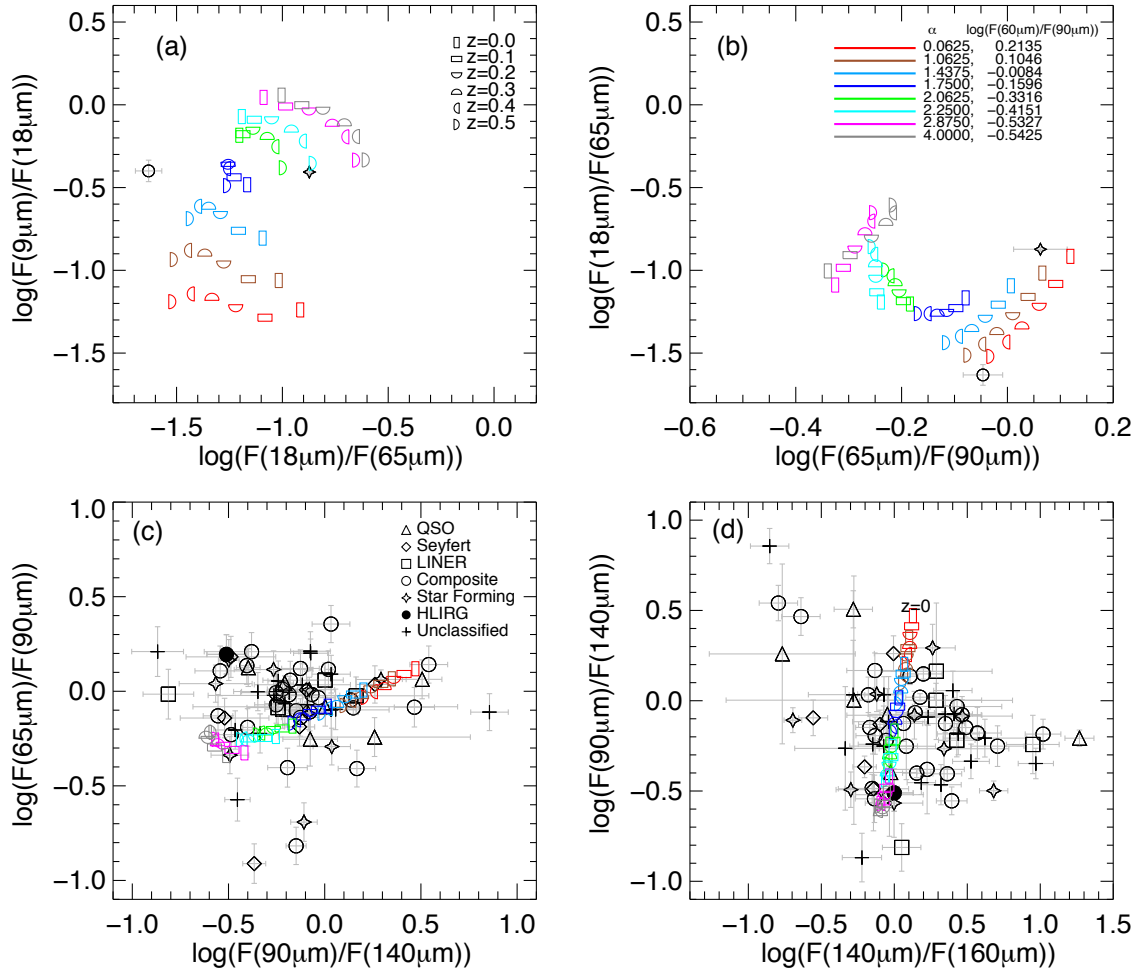 (a)
z=0.0
z=0.1
z=0.2
z=0.3
z=0.4
z=0.5
0.5
0.0
−0.5
−1.0
−1.5
log(F(9μm)/F(18μm))
−1.5 −1.0 −0.5 0.0
log(F(18μm)/F(65μm))
(b)
α log(F(60μm)/F(90μm))
0.0625, 0.2135
1.0625, 0.1046
1.4375, −0.0084
1.7500, −0.1596
2.0625, −0.3316
2.2500, −0.4151
2.8750, −0.5327
4.0000, −0.5425
0.5
0.0
−0.5
−1.0
−1.5
log(F(18μm)/F(65μm))
−0.6 −0.4 −0.2 −0.0 0.2
log(F(65μm)/F(90μm))
(c)
QSO
Seyfert
LINER
Composite
Star Forming
HLIRG
Unclassified
1.0
0.5
0.0
−0.5
−1.0
log(F(65μm)/F(90μm))
−1.0 −0.5 0.0 0.5 1.0
log(F(90μm)/F(140μm))
(d)
z=0
1.0
0.5
0.0
−0.5
−1.0
log(F(90μm)/F(140μm))
−1.0 −0.5 0.0 0.5 1.0 1.5
log(F(140μm)/F(160μm))